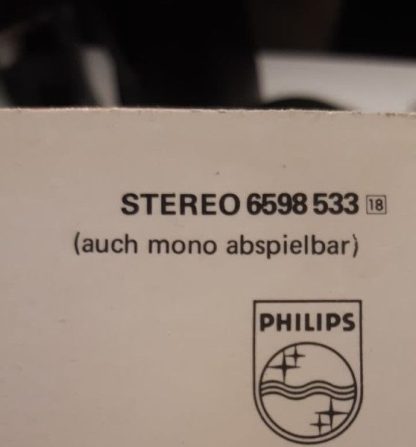 STEREO 6598 533 18
(auch mono abspielbar)
PHILIPS